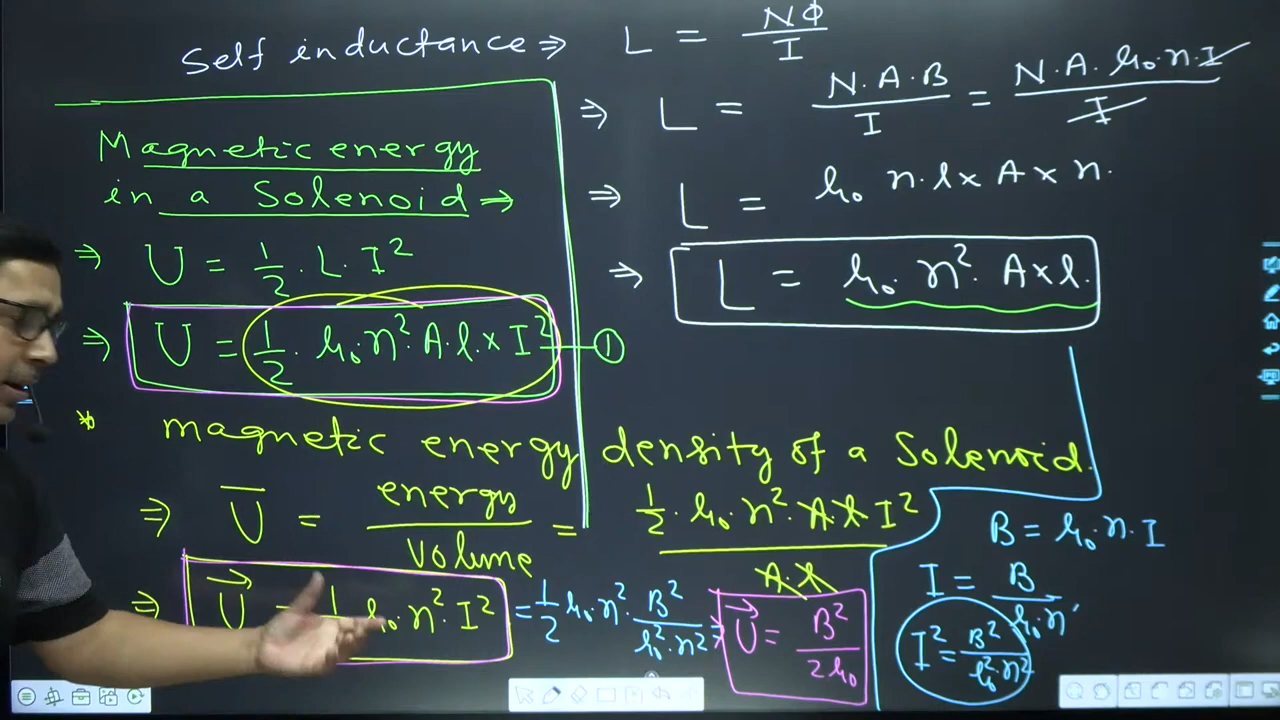 Self inductance ⇒ L = NΦ/I
⇒ L = N.A.B/I = N.A.μ₀.n.I/I
⇒ L = μ₀ n.l x A x n.
⇒ L = μ₀. n². A x l.
Magnetic energy
in a Solenoid ⇒
⇒ U = 1/2 . L . I²
⇒ U = 1/2 . μ₀ n² A . l . x I² — ①
* magnetic energy density of a Solenoid.
⇒ U̅ = energy/volume = 1/2 . μ₀ . n² . A . l I² / A . l
⇒ U⃗ = 1/2 μ₀ . n² . I² = 1/2 μ₀ n² . B²/μ₀² . n² ⇒ U⃗ = B²/2μ₀
B = μ₀ . n . I
I = B/μ₀ . n
I² = B²/μ₀² . n²